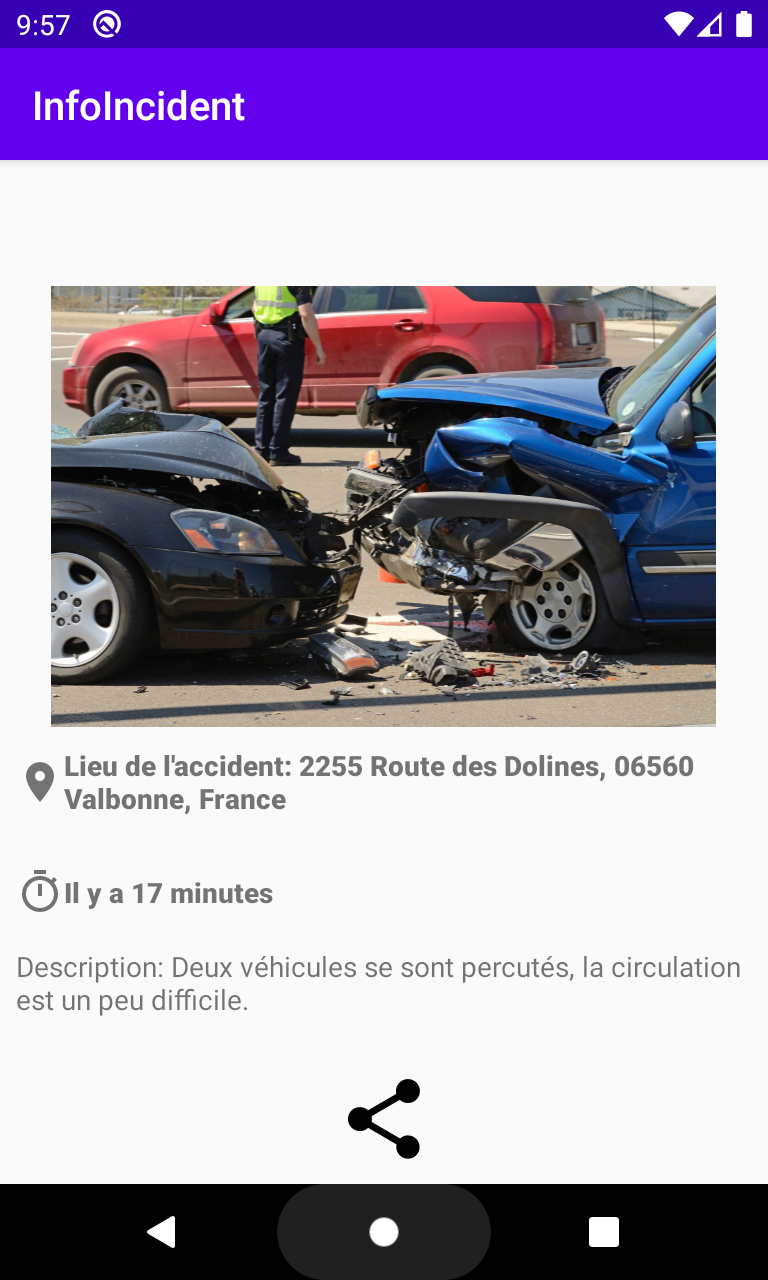 9:57
InfoIncident
Lieu de l'accident: 2255 Route des Dolines, 06560
Valbonne, France
Il y a 17 minutes
Description: Deux véhicules se sont percutés, la circulation
est un peu difficile.